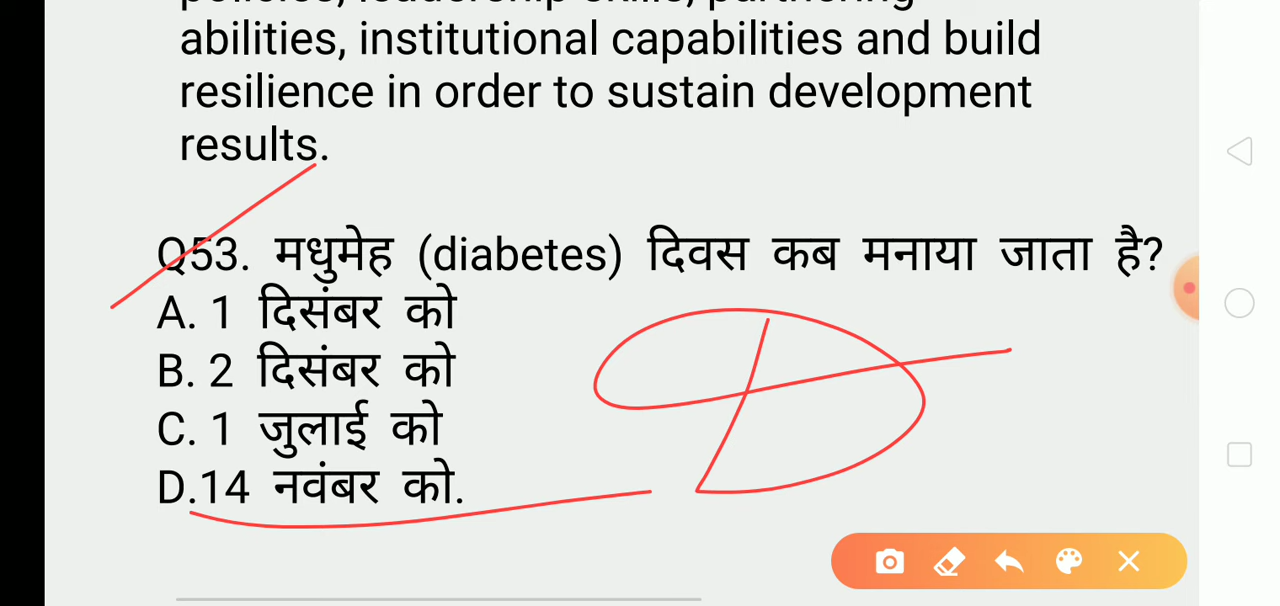 abilities, institutional capabilities and build
resilience in order to sustain development
results.
Q53. मधुमेह (diabetes) दिवस कब मनाया जाता है?
A. 1 दिसंबर को
B. 2 दिसंबर को
C. 1 जुलाई को
D.14 नवंबर को.
D